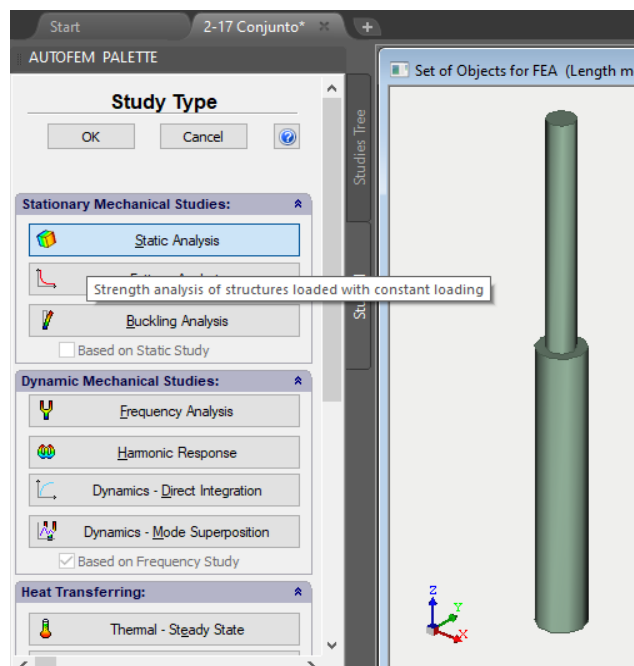 Start
2-17 Conjunto*
AUTOFEM PALETTE
Study Type
OK
Cancel
Stationary Mechanical Studies:
Static Analysis
Strength analysis of structures loaded with constant loading
Buckling Analysis
Based on Static Study
Dynamic Mechanical Studies:
Frequency Analysis
Harmonic Response
Dynamics - Direct Integration
Dynamics - Mode Superposition
Based on Frequency Study
Heat Transferring:
Thermal - Steady State
Studies Tree
Set of Objects for FEA (Length m
Z
Y
X